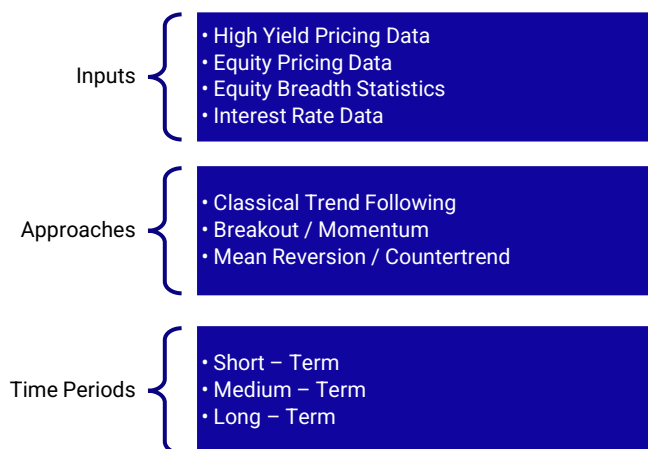 Inputs
• High Yield Pricing Data
• Equity Pricing Data
• Equity Breadth Statistics
• Interest Rate Data
Approaches
• Classical Trend Following
• Breakout / Momentum
• Mean Reversion / Countertrend
Time Periods
• Short – Term
• Medium – Term
• Long – Term